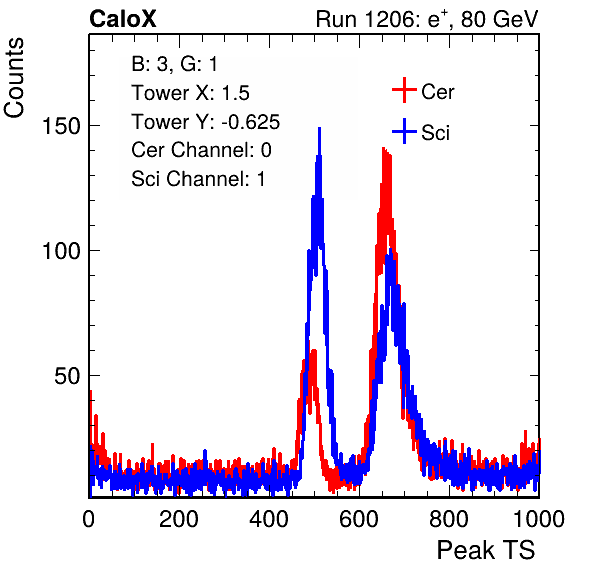 CaloX
Run 1206: e+, 80 GeV
Counts
B: 3, G: 1
Tower X: 1.5
Tower Y: -0.625
Cer Channel: 0
Sci Channel: 1
Cer
Sci
150
100
50
0 200 400 600 800 1000
Peak TS